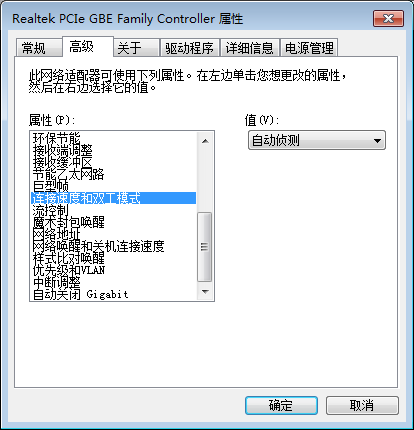 Realtek PCIe GBE Family Controller 属性
常规 高级 关于 驱动程序 详细信息 电源管理
此网络适配器可使用下列属性。在左边单击您想更改的属性，
然后在右边选择它的值。
属性(P): 值(V):
环保节能 自动侦测
接收端调整
接收缓冲区
节能乙太网路
巨型帧
连接速度和双工模式
流控制
魔术封包唤醒
网络地址
网络唤醒和关机连接速度
样式比对唤醒
优先级和VLAN
中断调整
自动关闭 Gigabit
确定 取消